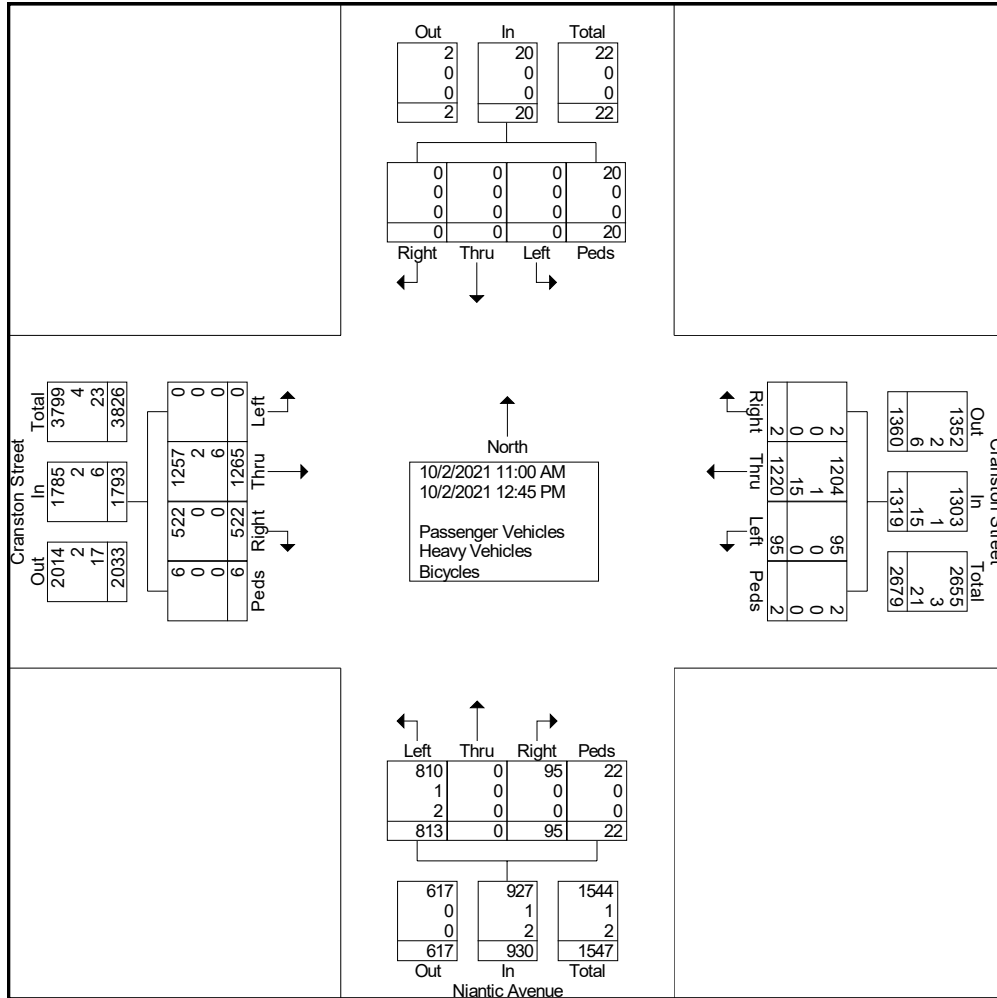 Out In Total
2 20 22
0 0 0
0 0 0
2 20 22
0 0 0 20
0 0 0 0
0 0 0 0
0 0 0 20
Right Thru Left Peds
Cranston Street
Out In Total
2014 1785 3799
2 2 4
17 6 23
2033 1793 3826
0 1257 522 6
0 2 0 0
0 6 0 0
0 1265 522 6
Left Thru Right Peds
North
10/2/2021 11:00 AM
10/2/2021 12:45 PM
Passenger Vehicles
Heavy Vehicles
Bicycles
Cranston Street
Out In Total
1352 1303 2655
2 1 3
6 15 21
1360 1319 2679
2 1204 95 2
0 1 0 0
0 15 0 0
2 1220 95 2
Right Thru Left Peds
Left Thru Right Peds
810 0 95 22
1 0 0 0
2 0 0 0
813 0 95 22
617 927 1544
0 1 1
0 2 2
617 930 1547
Out In Total
Niantic Avenue